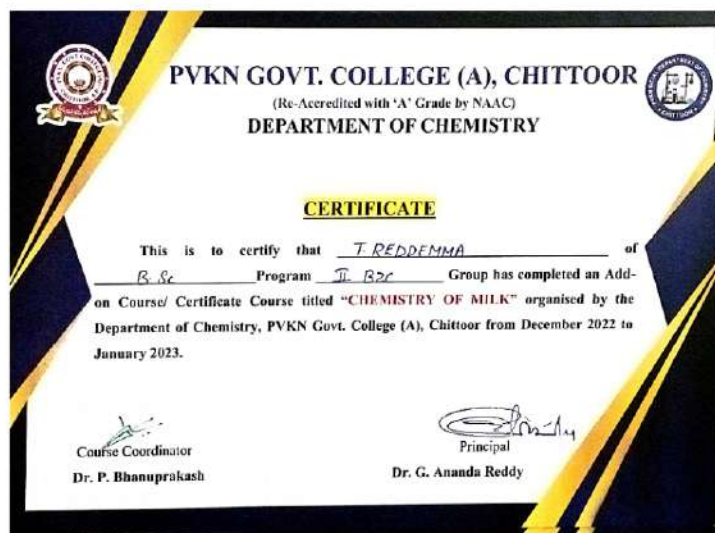 PVKN GOVT. COLLEGE (A), CHITTOOR
(Re-Accredited with ‘A’ Grade by NAAC)
DEPARTMENT OF CHEMISTRY
CERTIFICATE
This is to certify that T. REDDEMMA of
B. Sc Program II BZC Group has completed an Add-
on Course/ Certificate Course titled “CHEMISTRY OF MILK” organised by the
Department of Chemistry, PVKN Govt. College (A), Chittoor from December 2022 to
January 2023.
Course Coordinator
Dr. P. Bhanuprakash
Principal
Dr. G. Ananda Reddy